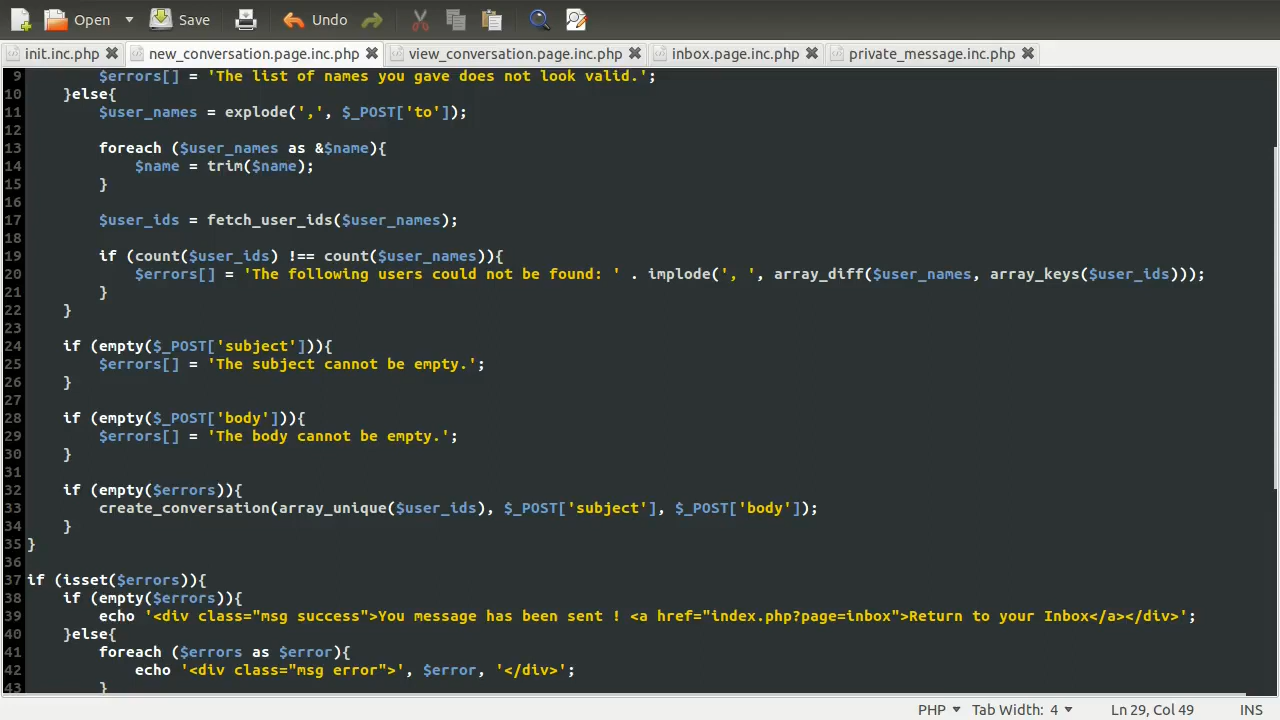 Open Save Undo
init.inc.php new_conversation.page.inc.php view_conversation.page.inc.php inbox.page.inc.php private_message.inc.php
9 $errors[] = 'The list of names you gave does not look valid.';
10 }else{
11 $user_names = explode(',', $_POST['to']);
12
13 foreach ($user_names as &$name){
14 $name = trim($name);
15 }
16
17 $user_ids = fetch_user_ids($user_names);
18
19 if (count($user_ids) !== count($user_names)){
20 $errors[] = 'The following users could not be found: ' . implode(', ', array_diff($user_names, array_keys($user_ids)));
21 }
22 }
23
24 if (empty($_POST['subject'])){
25 $errors[] = 'The subject cannot be empty.';
26 }
27
28 if (empty($_POST['body'])){
29 $errors[] = 'The body cannot be empty.';
30 }
31
32 if (empty($errors)){
33 create_conversation(array_unique($user_ids), $_POST['subject'], $_POST['body']);
34 }
35 }
36
37 if (isset($errors)){
38 if (empty($errors)){
39 echo '<div class="msg success">You message has been sent ! <a href="index.php?page=inbox">Return to your Inbox</a></div>';
40 }else{
41 foreach ($errors as $error){
42 echo '<div class="msg error">', $error, '</div>';
43 }
PHP Tab Width: 4 Ln 29, Col 49 INS